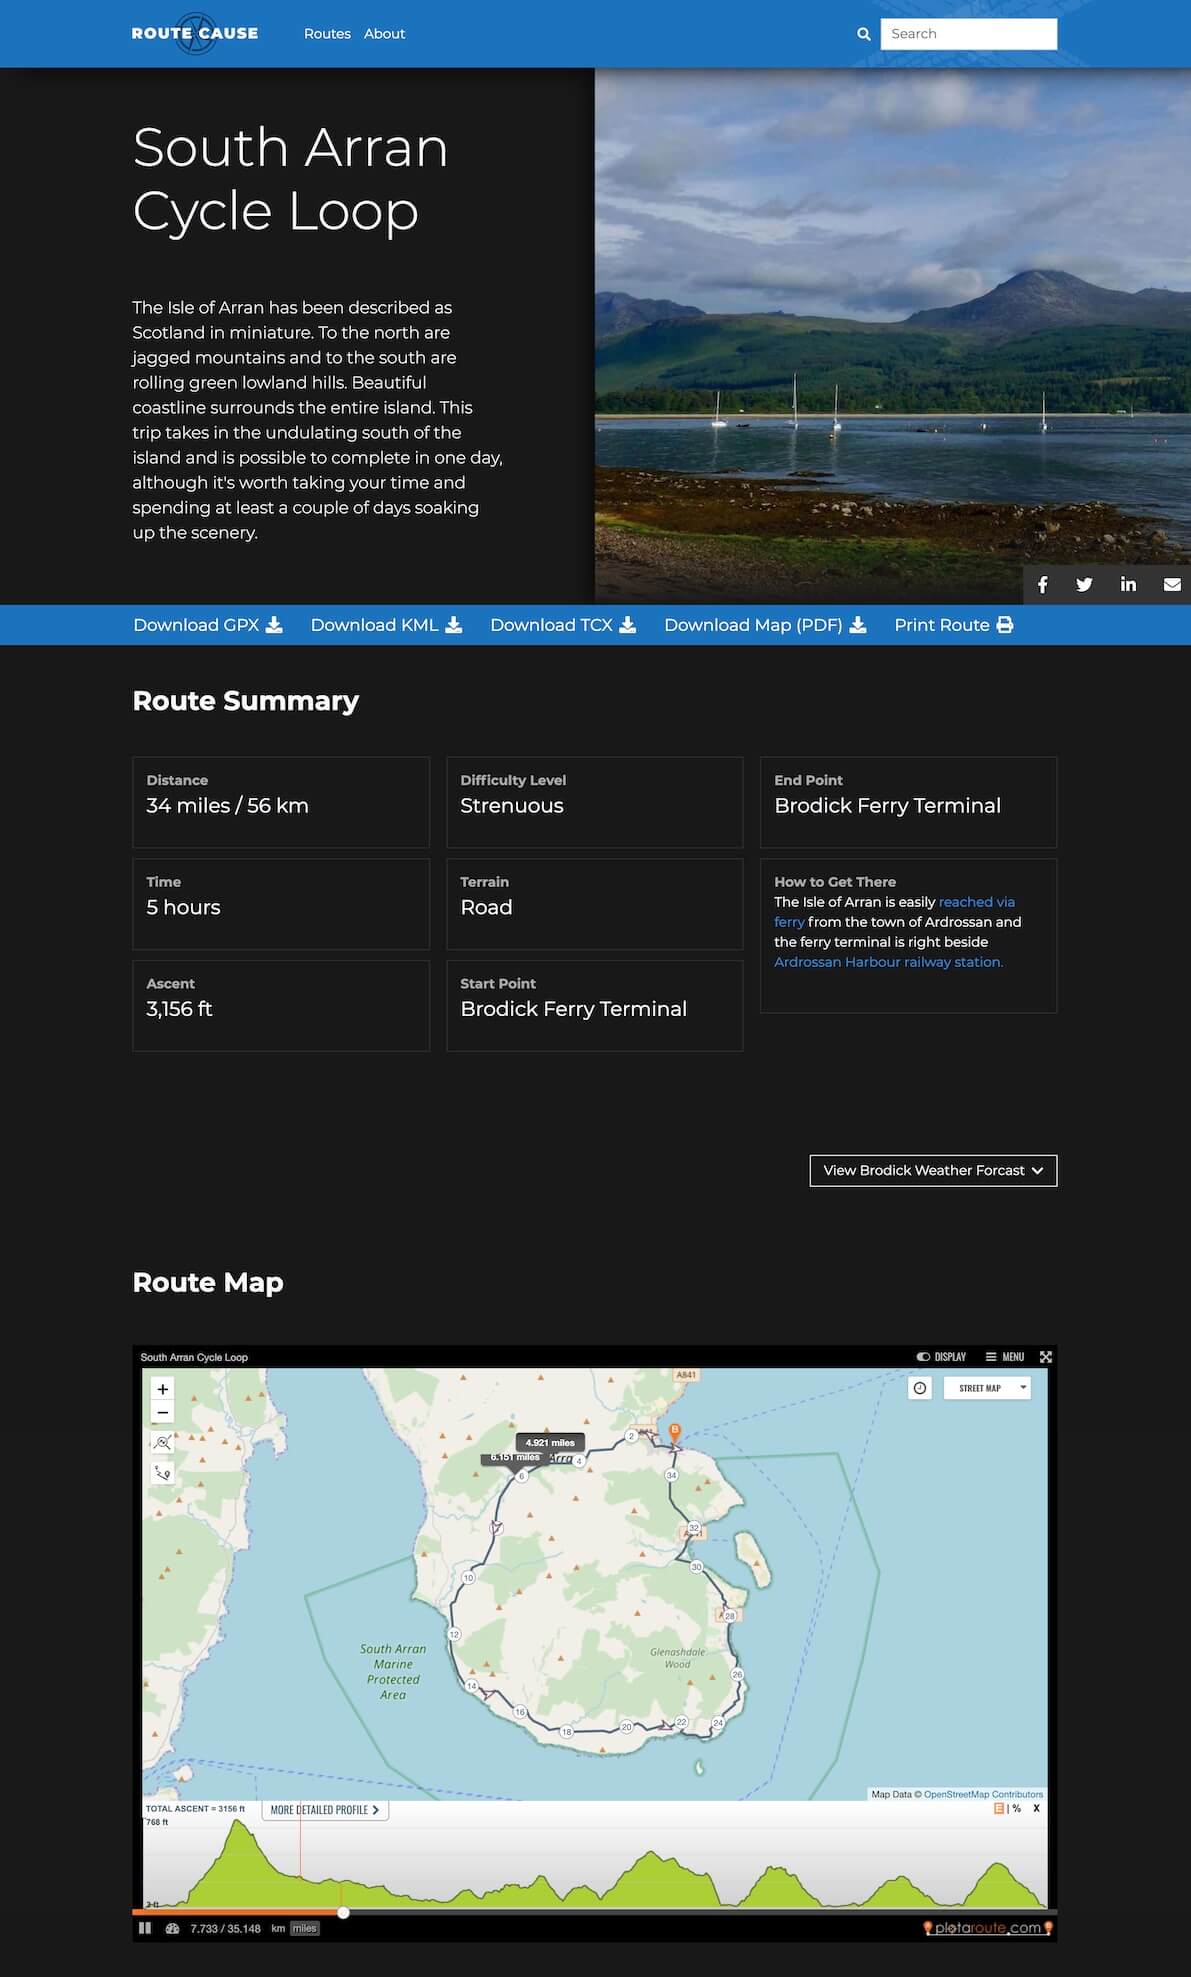 ROUTE CAUSE
Routes About
Search
South Arran
Cycle Loop
The Isle of Arran has been described as
Scotland in miniature. To the north are
jagged mountains and to the south are
rolling green lowland hills. Beautiful
coastline surrounds the entire island. This
trip takes in the undulating south of the
island and is possible to complete in one day,
although it's worth taking your time and
spending at least a couple of days soaking
up the scenery.
Download GPX Download KML Download TCX Download Map (PDF) Print Route
Route Summary
Distance
34 miles / 56 km
Difficulty Level
Strenuous
End Point
Brodick Ferry Terminal
Time
5 hours
Terrain
Road
How to Get There
The Isle of Arran is easily reached via
ferry from the town of Ardrossan and
the ferry terminal is right beside
Ardrossan Harbour railway station.
Ascent
3,156 ft
Start Point
Brodick Ferry Terminal
View Brodick Weather Forcast
Route Map
South Arran Cycle Loop
DISPLAY MENU
A841
STREET MAP
B
2
4.921 miles
6.151 miles
4
6
34
32
30
10
28
12
South Arran
Marine
Protected
Area
Glenashdale
Wood
26
14
16
18
20
22
24
Map Data © OpenStreetMap Contributors
TOTAL ASCENT = 3156 ft
MORE DETAILED PROFILE
E | % X
768 ft
7.733 / 35.148 km miles
plotaroute.com